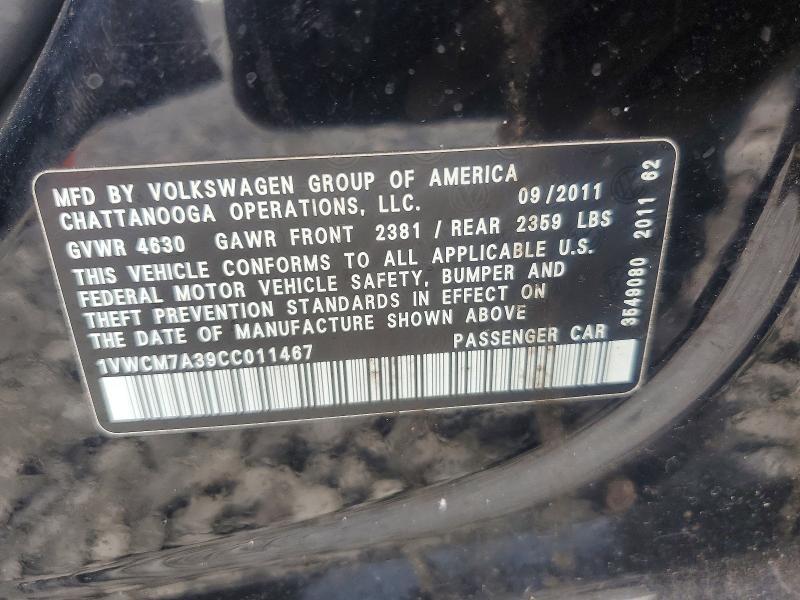 MFD BY VOLKSWAGEN GROUP OF AMERICA
CHATTANOOGA OPERATIONS, LLC. 09/2011
GVWR 4630 GAWR FRONT 2381 / REAR 2359 LBS
THIS VEHICLE CONFORMS TO ALL APPLICABLE U.S.
FEDERAL MOTOR VEHICLE SAFETY, BUMPER AND
THEFT PREVENTION STANDARDS IN EFFECT ON
THE DATE OF MANUFACTURE SHOWN ABOVE
1VWCM7A39CC011467 PASSENGER CAR
3549080 2011 62